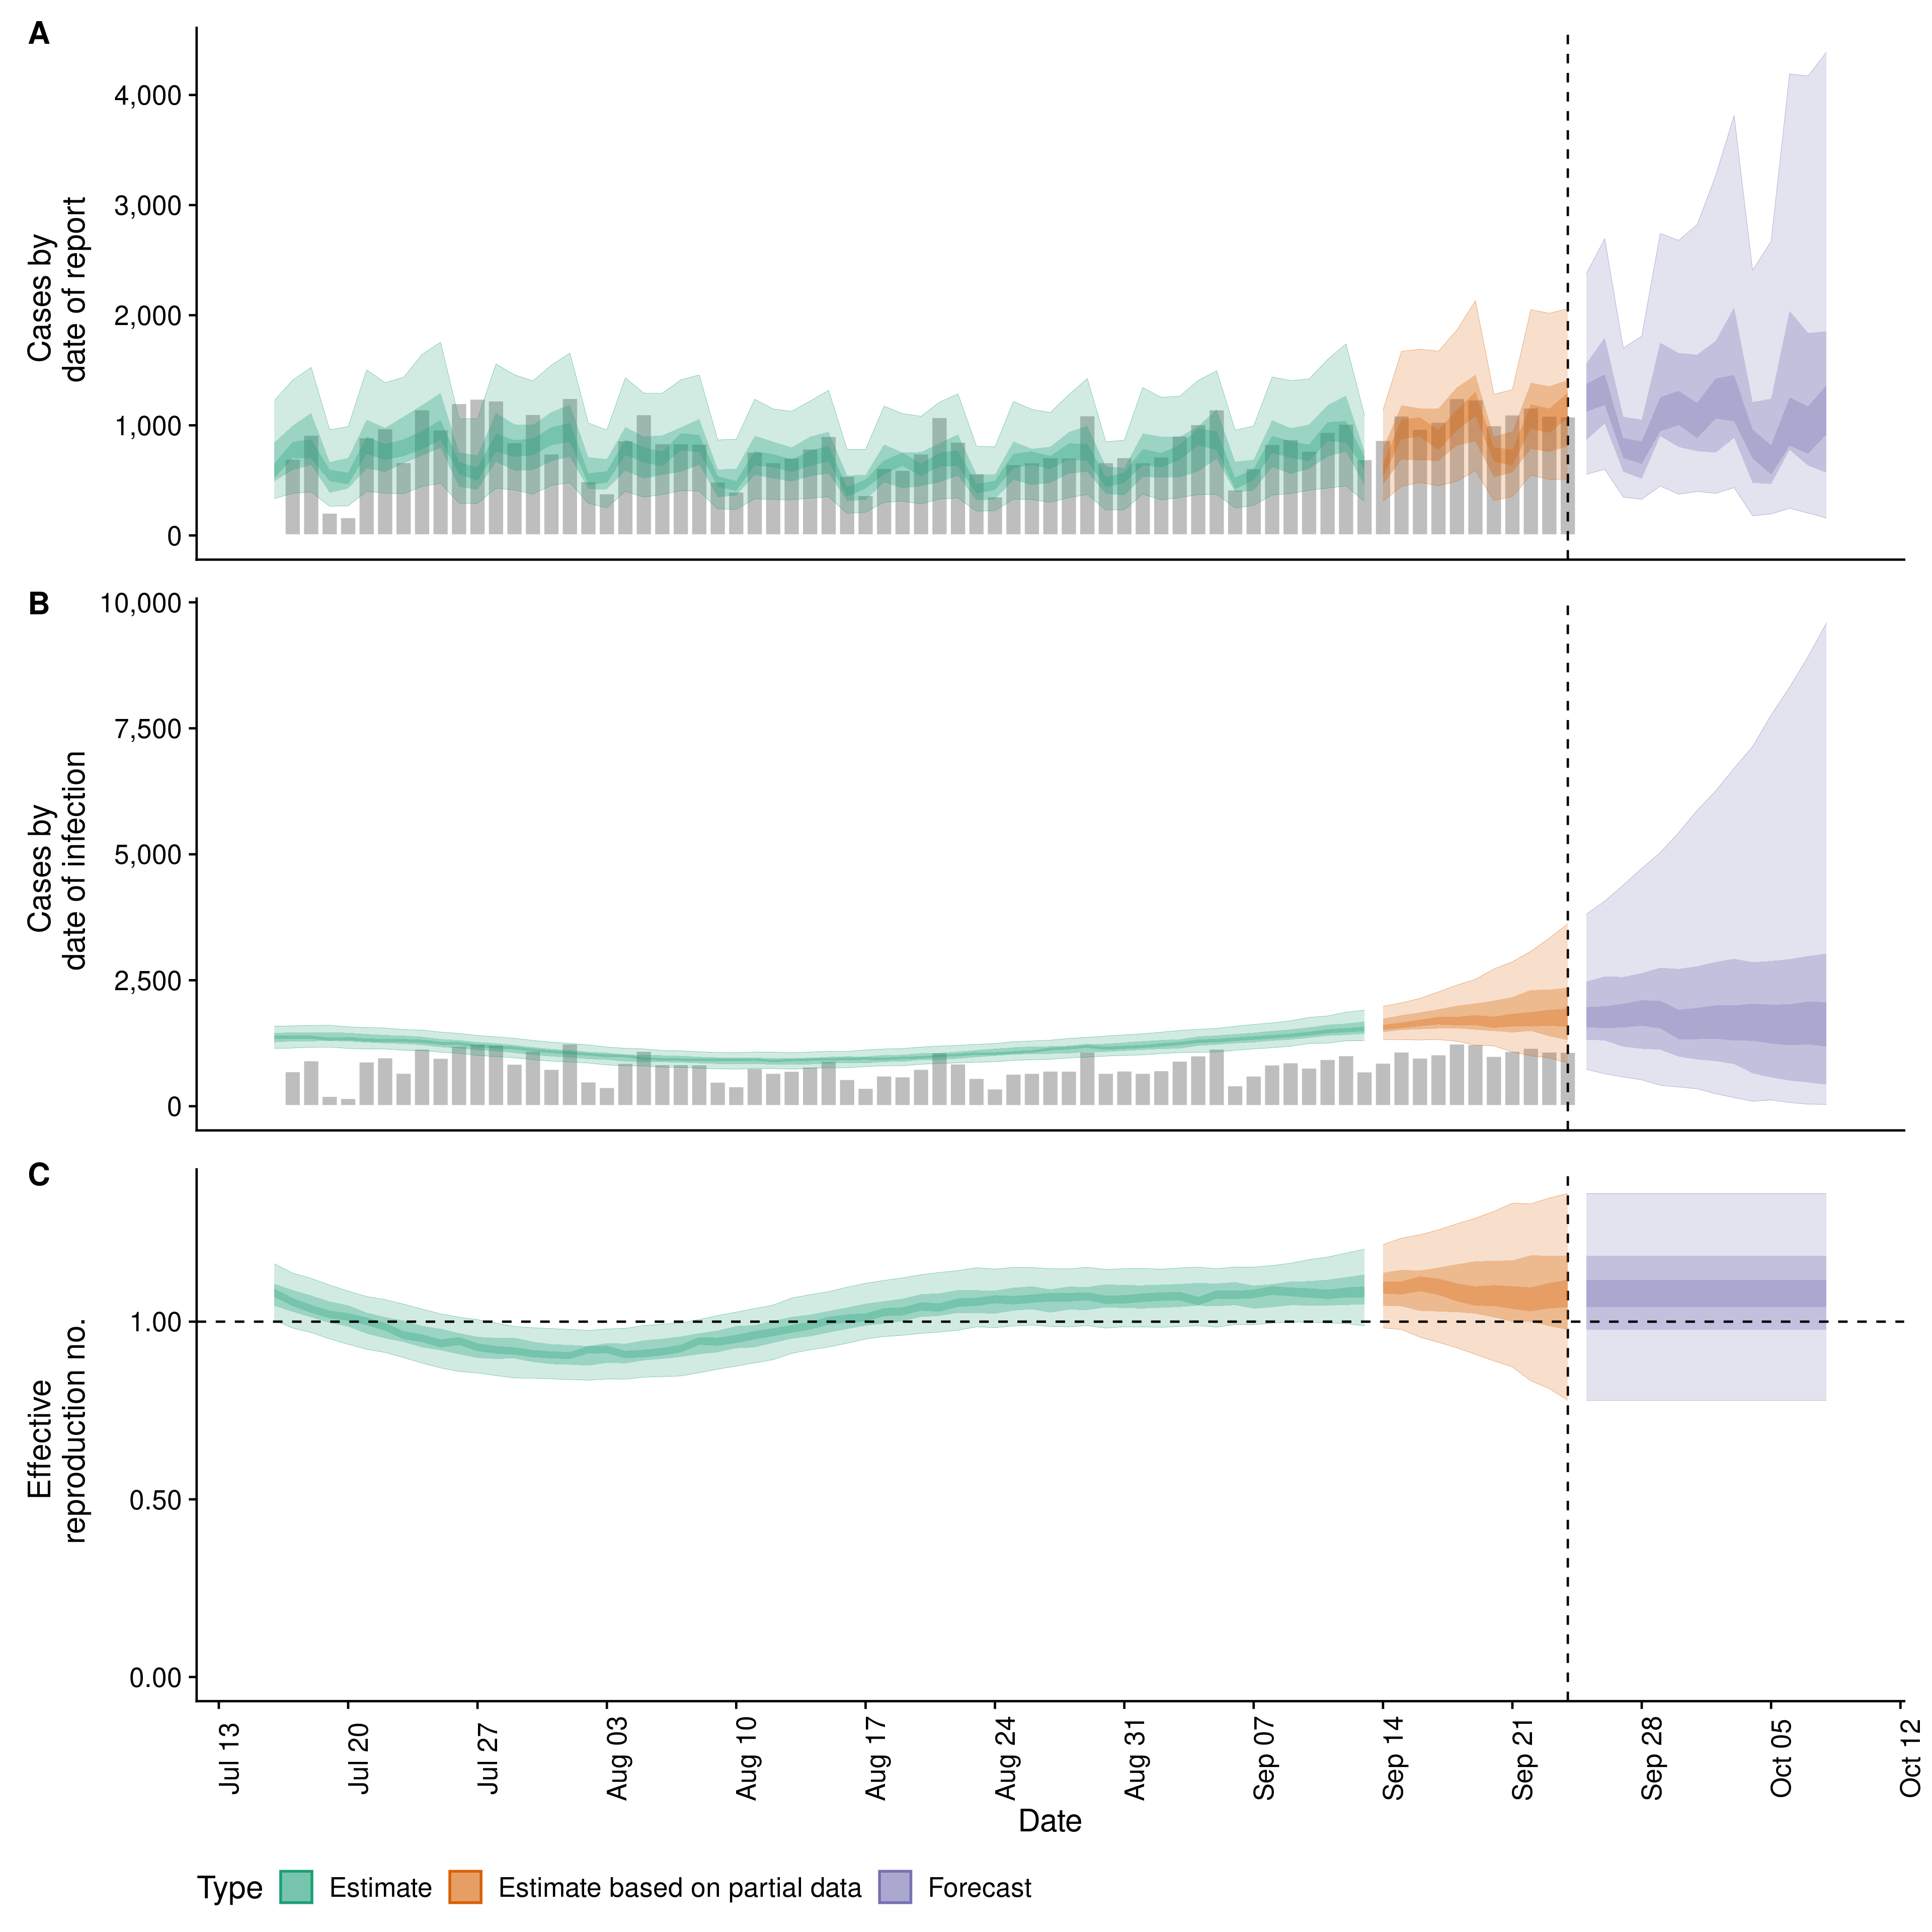 A
Cases by
date of report
4,000
3,000
2,000
1,000
0
B
Cases by
date of infection
10,000
7,500
5,000
2,500
0
C
Effective
reproduction no.
1.00
0.50
0.00
Jul 13
Jul 20
Jul 27
Aug 03
Aug 10
Aug 17
Aug 24
Aug 31
Sep 07
Sep 14
Sep 21
Sep 28
Oct 05
Oct 12
Date
Type Estimate Estimate based on partial data Forecast